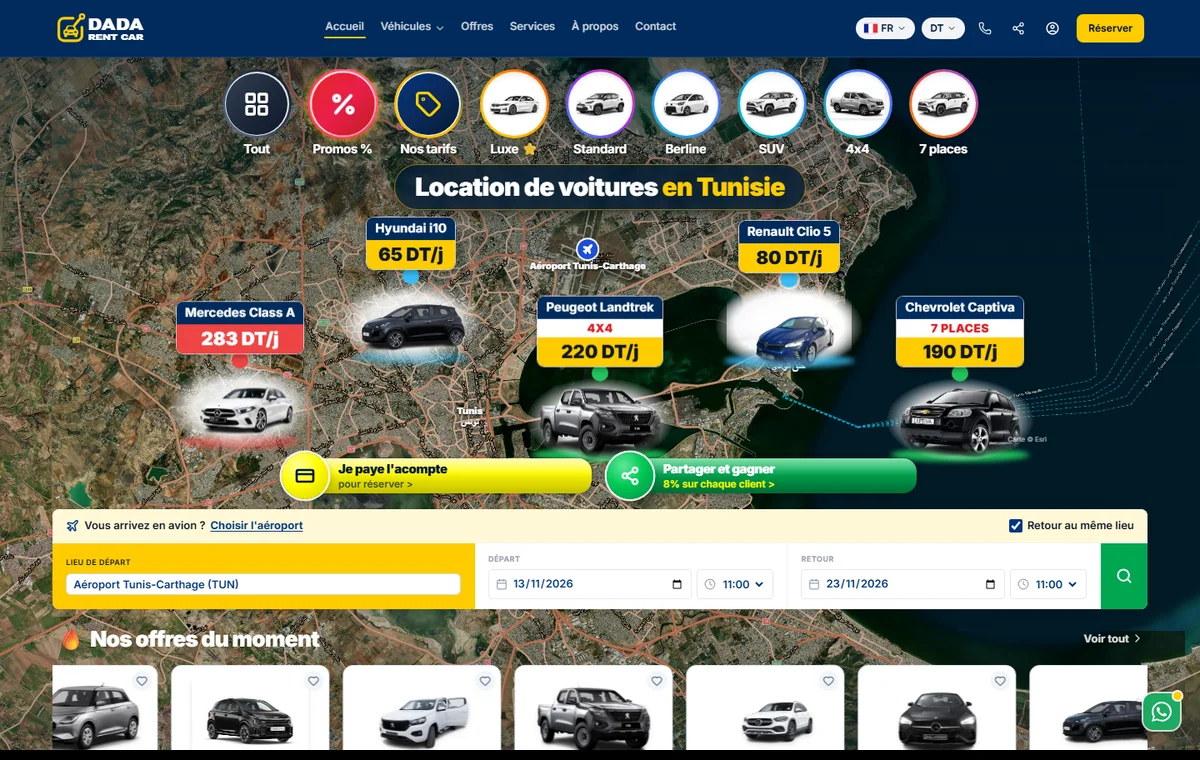 DADA
RENT CAR
Accueil
Véhicules
Offres
Services
À propos
Contact
FR
DT
Réserver
Tout
Promos %
Nos tarifs
Luxe
Standard
Berline
SUV
4x4
7 places
Location de voitures en Tunisie
Hyundai i10
65 DT/j
Aéroport Tunis-Carthage
Renault Clio 5
80 DT/j
Mercedes Class A
283 DT/j
Peugeot Landtrek
4X4
220 DT/j
Chevrolet Captiva
7 PLACES
190 DT/j
Tunis
تونس
CAPTIVA
Carte © Esri
Je paye l'acompte
pour réserver >
Partager et gagner
8% sur chaque client >
Vous arrivez en avion ? Choisir l'aéroport
Retour au même lieu
LIEU DE DÉPART
Aéroport Tunis-Carthage (TUN)
DÉPART
13/11/2026
11:00
RETOUR
23/11/2026
11:00
Nos offres du moment
Voir tout